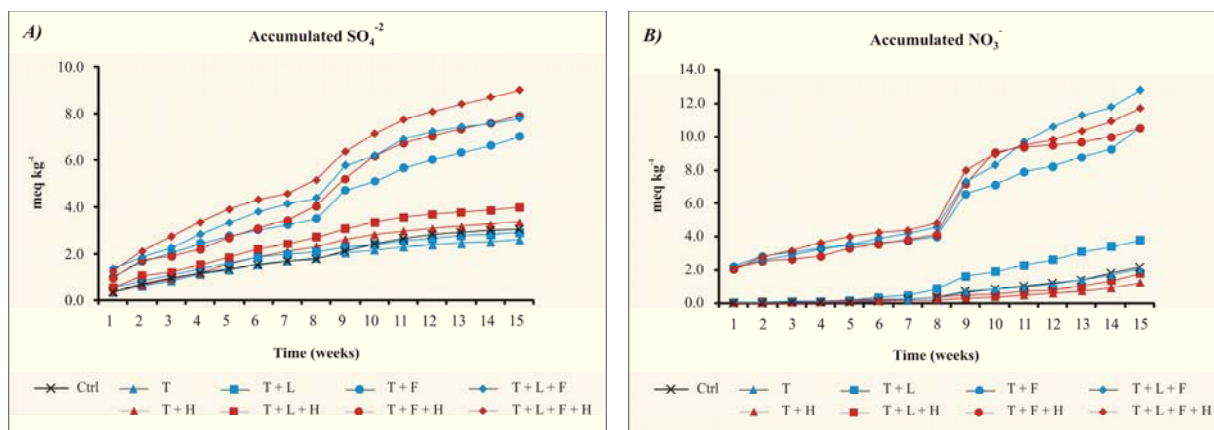 A)
Accumulated SO₄⁻²
10.0
8.0
6.0
4.0
2.0
0.0
meq kg⁻¹
1 2 3 4 5 6 7 8 9 10 11 12 13 14 15
Time (weeks)
Ctrl T T + L T + F T + L + F
T + H T + L + H T + F + H T + L + F + H
B)
Accumulated NO₃⁻
14.0
12.0
10.0
8.0
6.0
4.0
2.0
0.0
meq kg⁻¹
1 2 3 4 5 6 7 8 9 10 11 12 13 14 15
Time (weeks)
Ctrl T T + L T + F T + L + F
T + H T + L + H T + F + H T + L + F + H